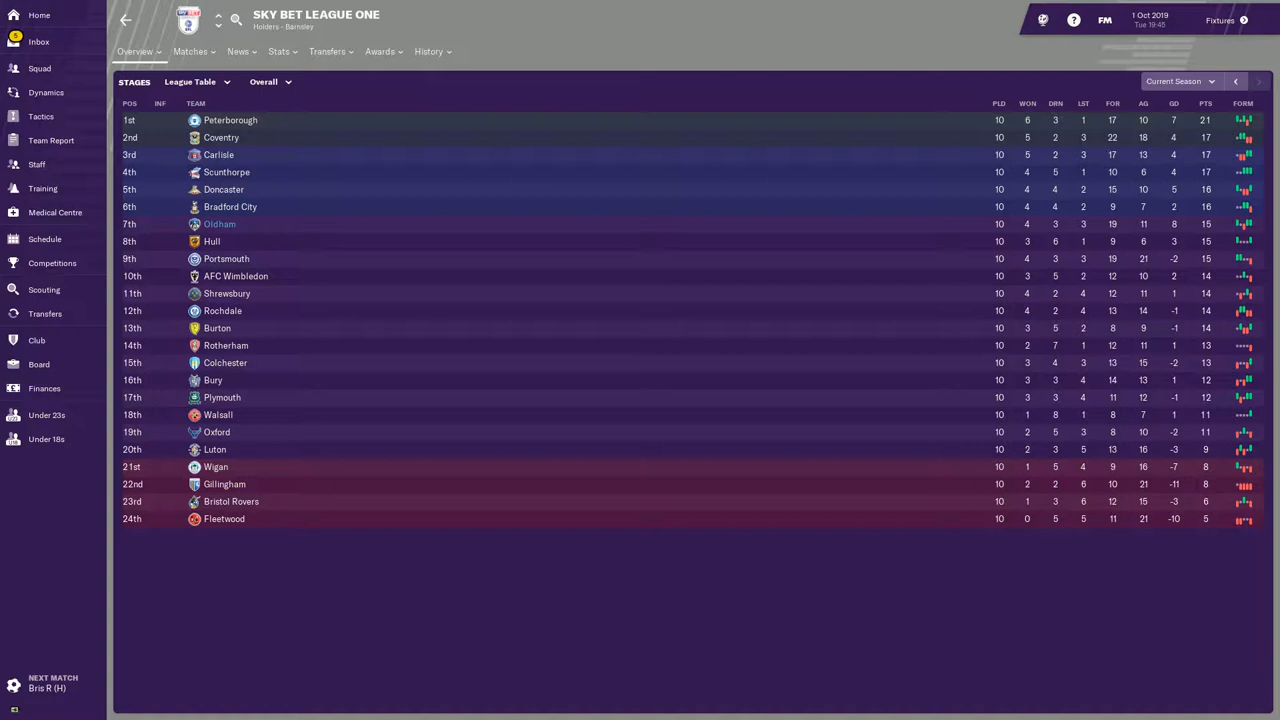 Home
5
Inbox
Squad
Dynamics
Tactics
Team Report
Staff
Training
Medical Centre
Schedule
Competitions
Scouting
Transfers
Club
Board
Finances
Under 23s
Under 18s
NEXT MATCH
Bris R (H)
SKY BET LEAGUE ONE
Holders - Barnsley
FM
1 Oct 2019
Tue 19:45
Fixtures
Overview Matches News Stats Transfers Awards History
STAGES League Table Overall Current Season
POS INF TEAM PLD WON DRN LST FOR AG GD PTS FORM
1st Peterborough 10 6 3 1 17 10 7 21
2nd Coventry 10 5 2 3 22 18 4 17
3rd Carlisle 10 5 2 3 17 13 4 17
4th Scunthorpe 10 4 5 1 10 6 4 17
5th Doncaster 10 4 4 2 15 10 5 16
6th Bradford City 10 4 4 2 9 7 2 16
7th Oldham 10 4 3 3 19 11 8 15
8th Hull 10 3 6 1 9 6 3 15
9th Portsmouth 10 4 3 3 19 21 -2 15
10th AFC Wimbledon 10 3 5 2 12 10 2 14
11th Shrewsbury 10 4 2 4 12 11 1 14
12th Rochdale 10 4 2 4 13 14 -1 14
13th Burton 10 3 5 2 8 9 -1 14
14th Rotherham 10 2 7 1 12 11 1 13
15th Colchester 10 3 4 3 13 15 -2 13
16th Bury 10 3 3 4 14 13 1 12
17th Plymouth 10 3 3 4 11 12 -1 12
18th Walsall 10 1 8 1 8 7 1 11
19th Oxford 10 2 5 3 8 10 -2 11
20th Luton 10 2 3 5 13 16 -3 9
21st Wigan 10 1 5 4 9 16 -7 8
22nd Gillingham 10 2 2 6 10 21 -11 8
23rd Bristol Rovers 10 1 3 6 12 15 -3 6
24th Fleetwood 10 0 5 5 11 21 -10 5